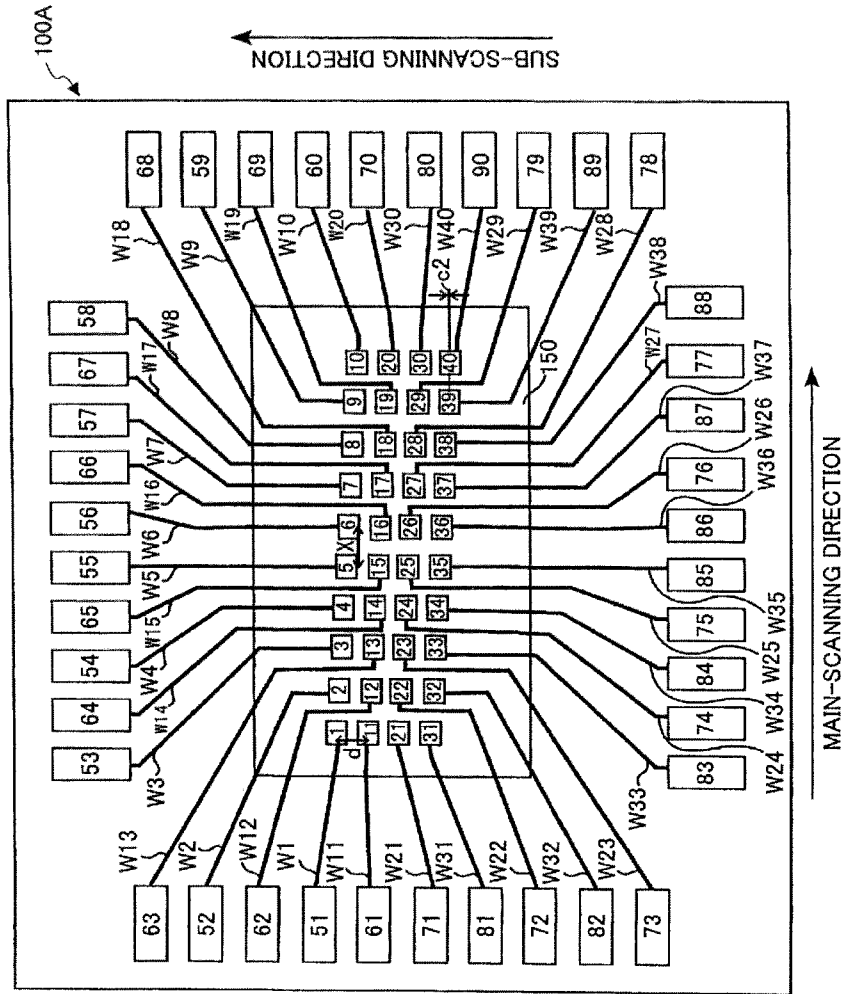 100A
SUB-SCANNING DIRECTION
53 64 54 65 55 56 66 57 67 58
W3 W14 W4 W15 W5 W6 W16 W7 W17 W8
63 W13 W18 68
52 W2 W9 59
62 W12 W19 69
51 W1 W10 60
61 W11 W20 70
71 W21 W30 80
81 W31 W40 90
72 W22 W29 79
82 W32 W39 89
73 W23 W28 78
1 2 3 4 5 6 7 8 9 10
d X
11 12 13 14 15 16 17 18 19 20
21 22 23 24 25 26 27 28 29 30
31 32 33 34 35 36 37 38 39 40
c2
150
W33 W24 W34 W25 W35 W36 W26 W37 W27 W38
83 74 84 75 85 86 76 87 77 88
MAIN-SCANNING DIRECTION